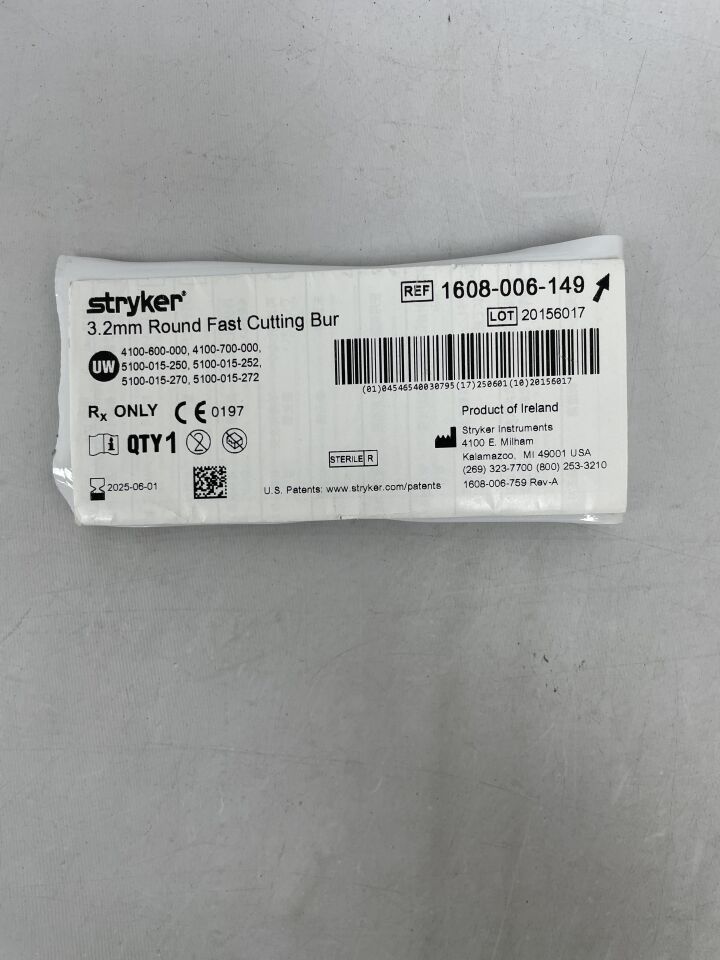 stryker®
3.2mm Round Fast Cutting Bur
REF 1608-006-149
LOT 20156017
UW
4100-600-000, 4100-700-000,
5100-015-250, 5100-015-252,
5100-015-270, 5100-015-272
(01)04546540030795(17)250601(10)20156017
Rx ONLY CE 0197
QTY 1
2
2025-06-01
STERILE R
U.S. Patents: www.stryker.com/patents
Product of Ireland
Stryker Instruments
4100 E. Milham
Kalamazoo, MI 49001 USA
(269) 323-7700 (800) 253-3210
1608-006-759 Rev-A